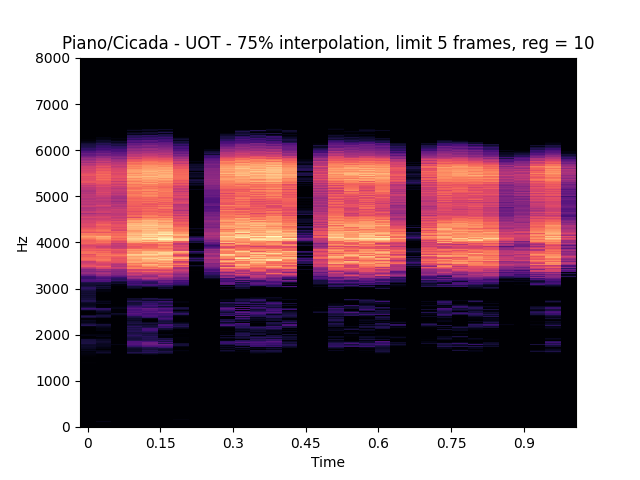 Piano/Cicada - UOT - 75% interpolation, limit 5 frames, reg = 10
8000
7000
6000
5000
4000
3000
2000
1000
0
Hz
0 0.15 0.3 0.45 0.6 0.75 0.9
Time